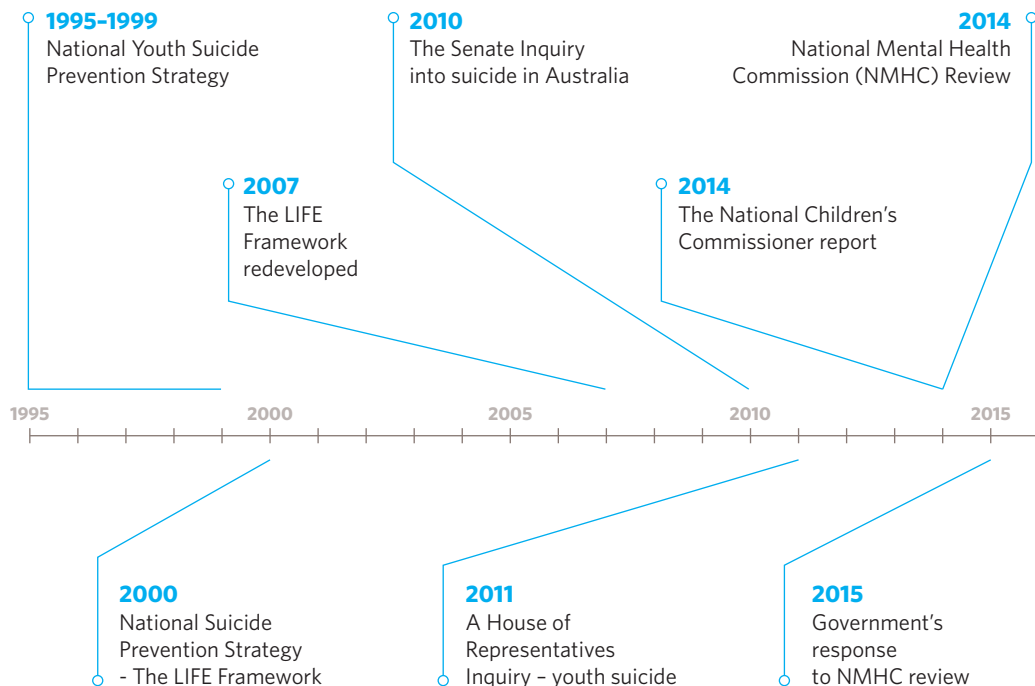 1995–1999
National Youth Suicide
Prevention Strategy
2010
The Senate Inquiry
into suicide in Australia
2014
National Mental Health
Commission (NMHC) Review
2007
The LIFE
Framework
redeveloped
2014
The National Children’s
Commissioner report
1995 2000 2005 2010 2015
2000
National Suicide
Prevention Strategy
- The LIFE Framework
2011
A House of
Representatives
Inquiry – youth suicide
2015
Government’s
response
to NMHC review